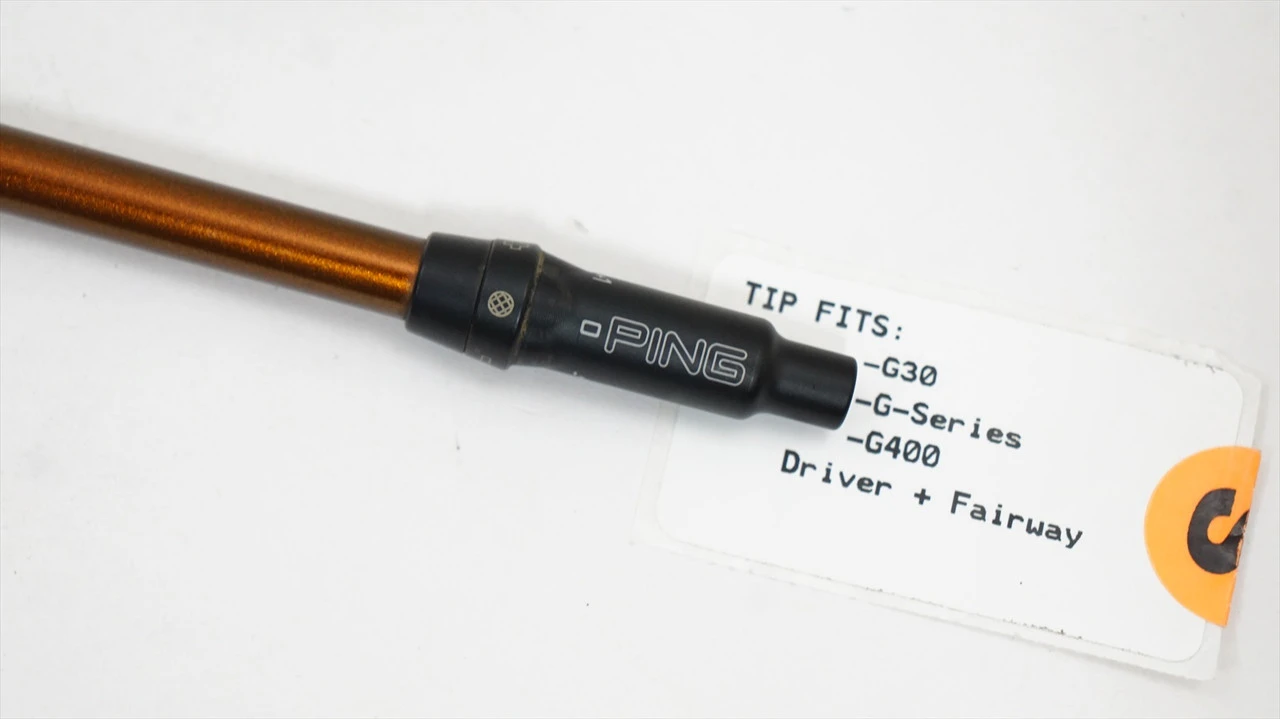 PING
TIP FITS:
-G30
-G-Series
-G400
Driver + Fairway